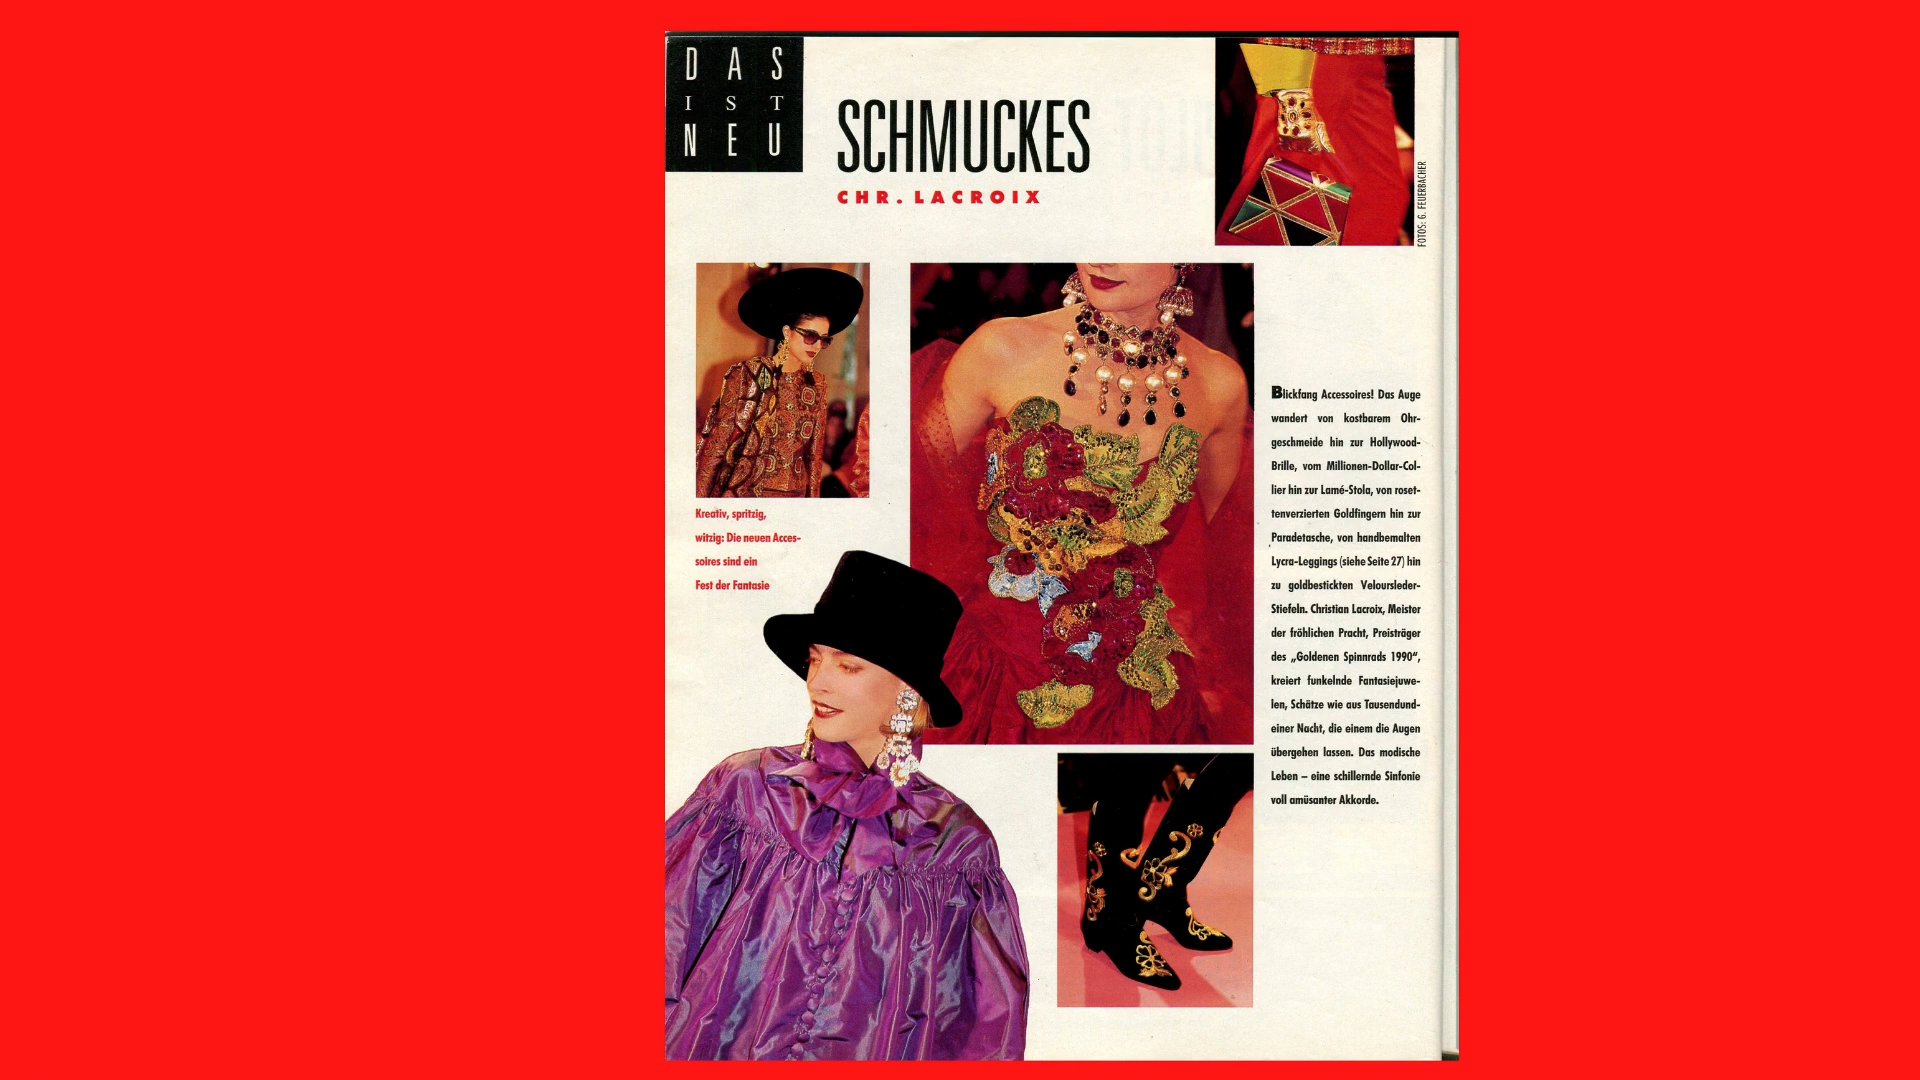 DAS
IST
NEU
SCHMUCKES
CHR. LACROIX
FOTOS: G. FEUERBACHER
Kreativ, spritzig,
witzig: Die neuen Acces-
soires sind ein
Fest der Fantasie
Blickfang Accessoires! Das Auge
wandert von kostbarem Ohr-
geschmeide hin zur Hollywood-
Brille, vom Millionen-Dollar-Col-
lier hin zur Lamé-Stola, von roset-
tenverzierten Goldfingern hin zur
Paradetasche, von handbemalten
Lycra-Leggings (siehe Seite 27) hin
zu goldbestickten Veloursleder-
Stiefeln. Christian Lacroix, Meister
der fröhlichen Pracht, Preisträger
des „Goldenen Spinnrads 1990“,
kreiert funkelnde Fantasiejuwe-
len, Schätze wie aus Tausendund-
einer Nacht, die einem die Augen
übergehen lassen. Das modische
Leben – eine schillernde Sinfonie
voll amüsanter Akkorde.